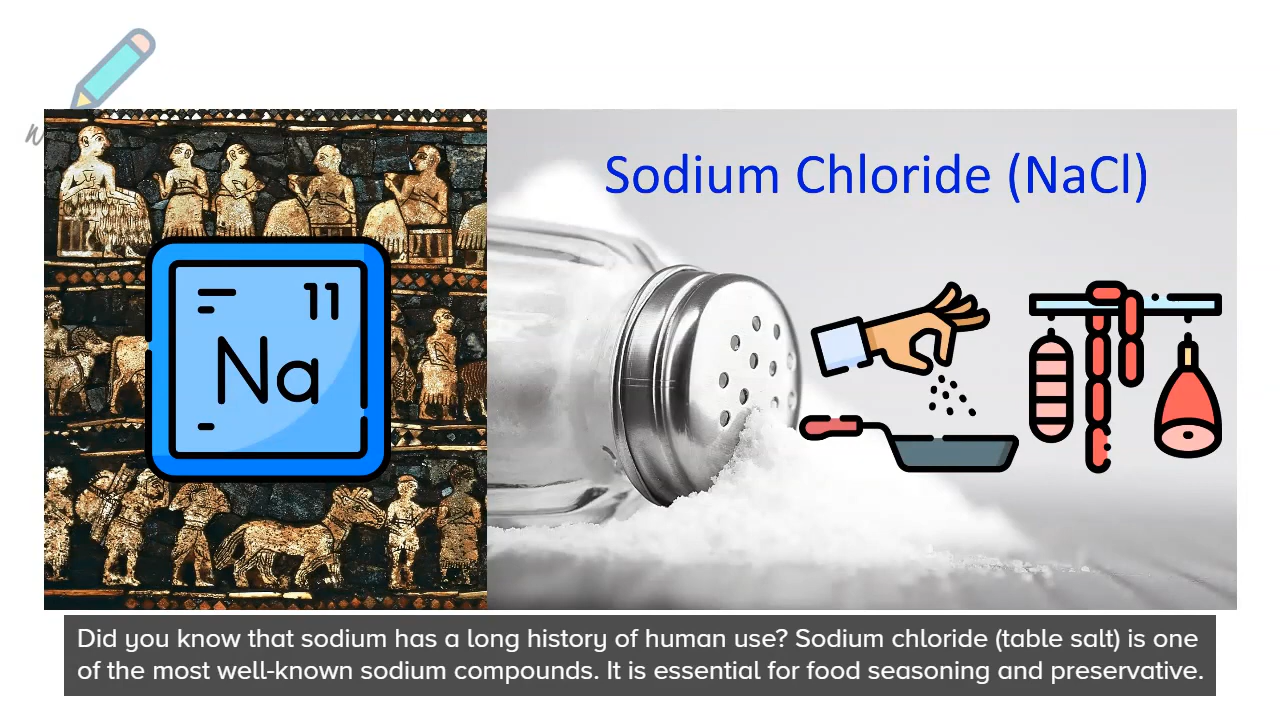 Sodium Chloride (NaCl)
11
Na
Did you know that sodium has a long history of human use? Sodium chloride (table salt) is one
of the most well-known sodium compounds. It is essential for food seasoning and preservative.